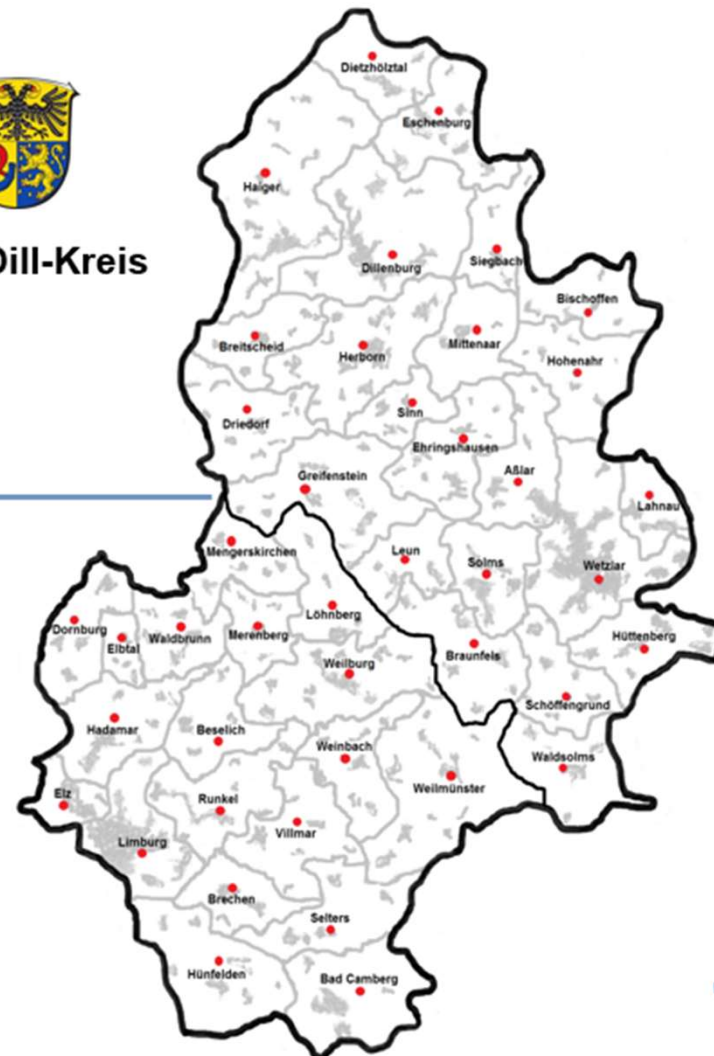 Dietzhölztal
Eschenburg
Haiger
Dill-Kreis
Dillenburg
Siegbach
Bischoffen
Breitscheid
Herborn
Mittenaar
Hohenahr
Driedorf
Sinn
Ehringshausen
Greifenstein
Aßlar
Lahnau
Mengerskirchen
Leun
Solms
Wetzlar
Dornburg
Elbtal
Waldbrunn
Merenberg
Löhnberg
Hüttenberg
Braunfels
Weilburg
Schöffengrund
Hadamar
Beselich
Weinbach
Waldsolms
Weilmünster
Elz
Runkel
Villmar
Limburg
Brechen
Selters
Hünfelden
Bad Camberg